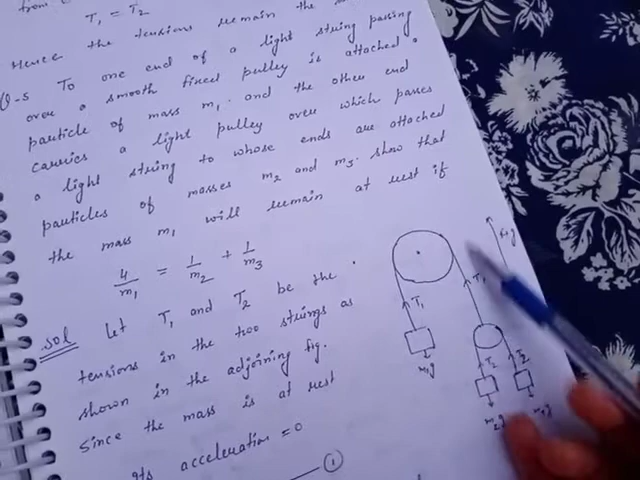 T₁ = T₂
Hence the tensions remain the
Q-5 To one end of a light string passing
over a smooth fixed pulley is attached a
particle of mass m₁. and the other end
carries a light pulley over which passes
a light string to whose ends are attached
particles of masses m₂ and m₃. show that
the mass m₁ will remain at rest if
4/m₁ = 1/m₂ + 1/m₃
Sol Let T₁ and T₂ be the
tensions in the two strings as
shown in the adjoining fig.
Since the mass is at rest
Its acceleration = 0
①
T₁
m₁g
T₁
T₂
T₂
m₂g